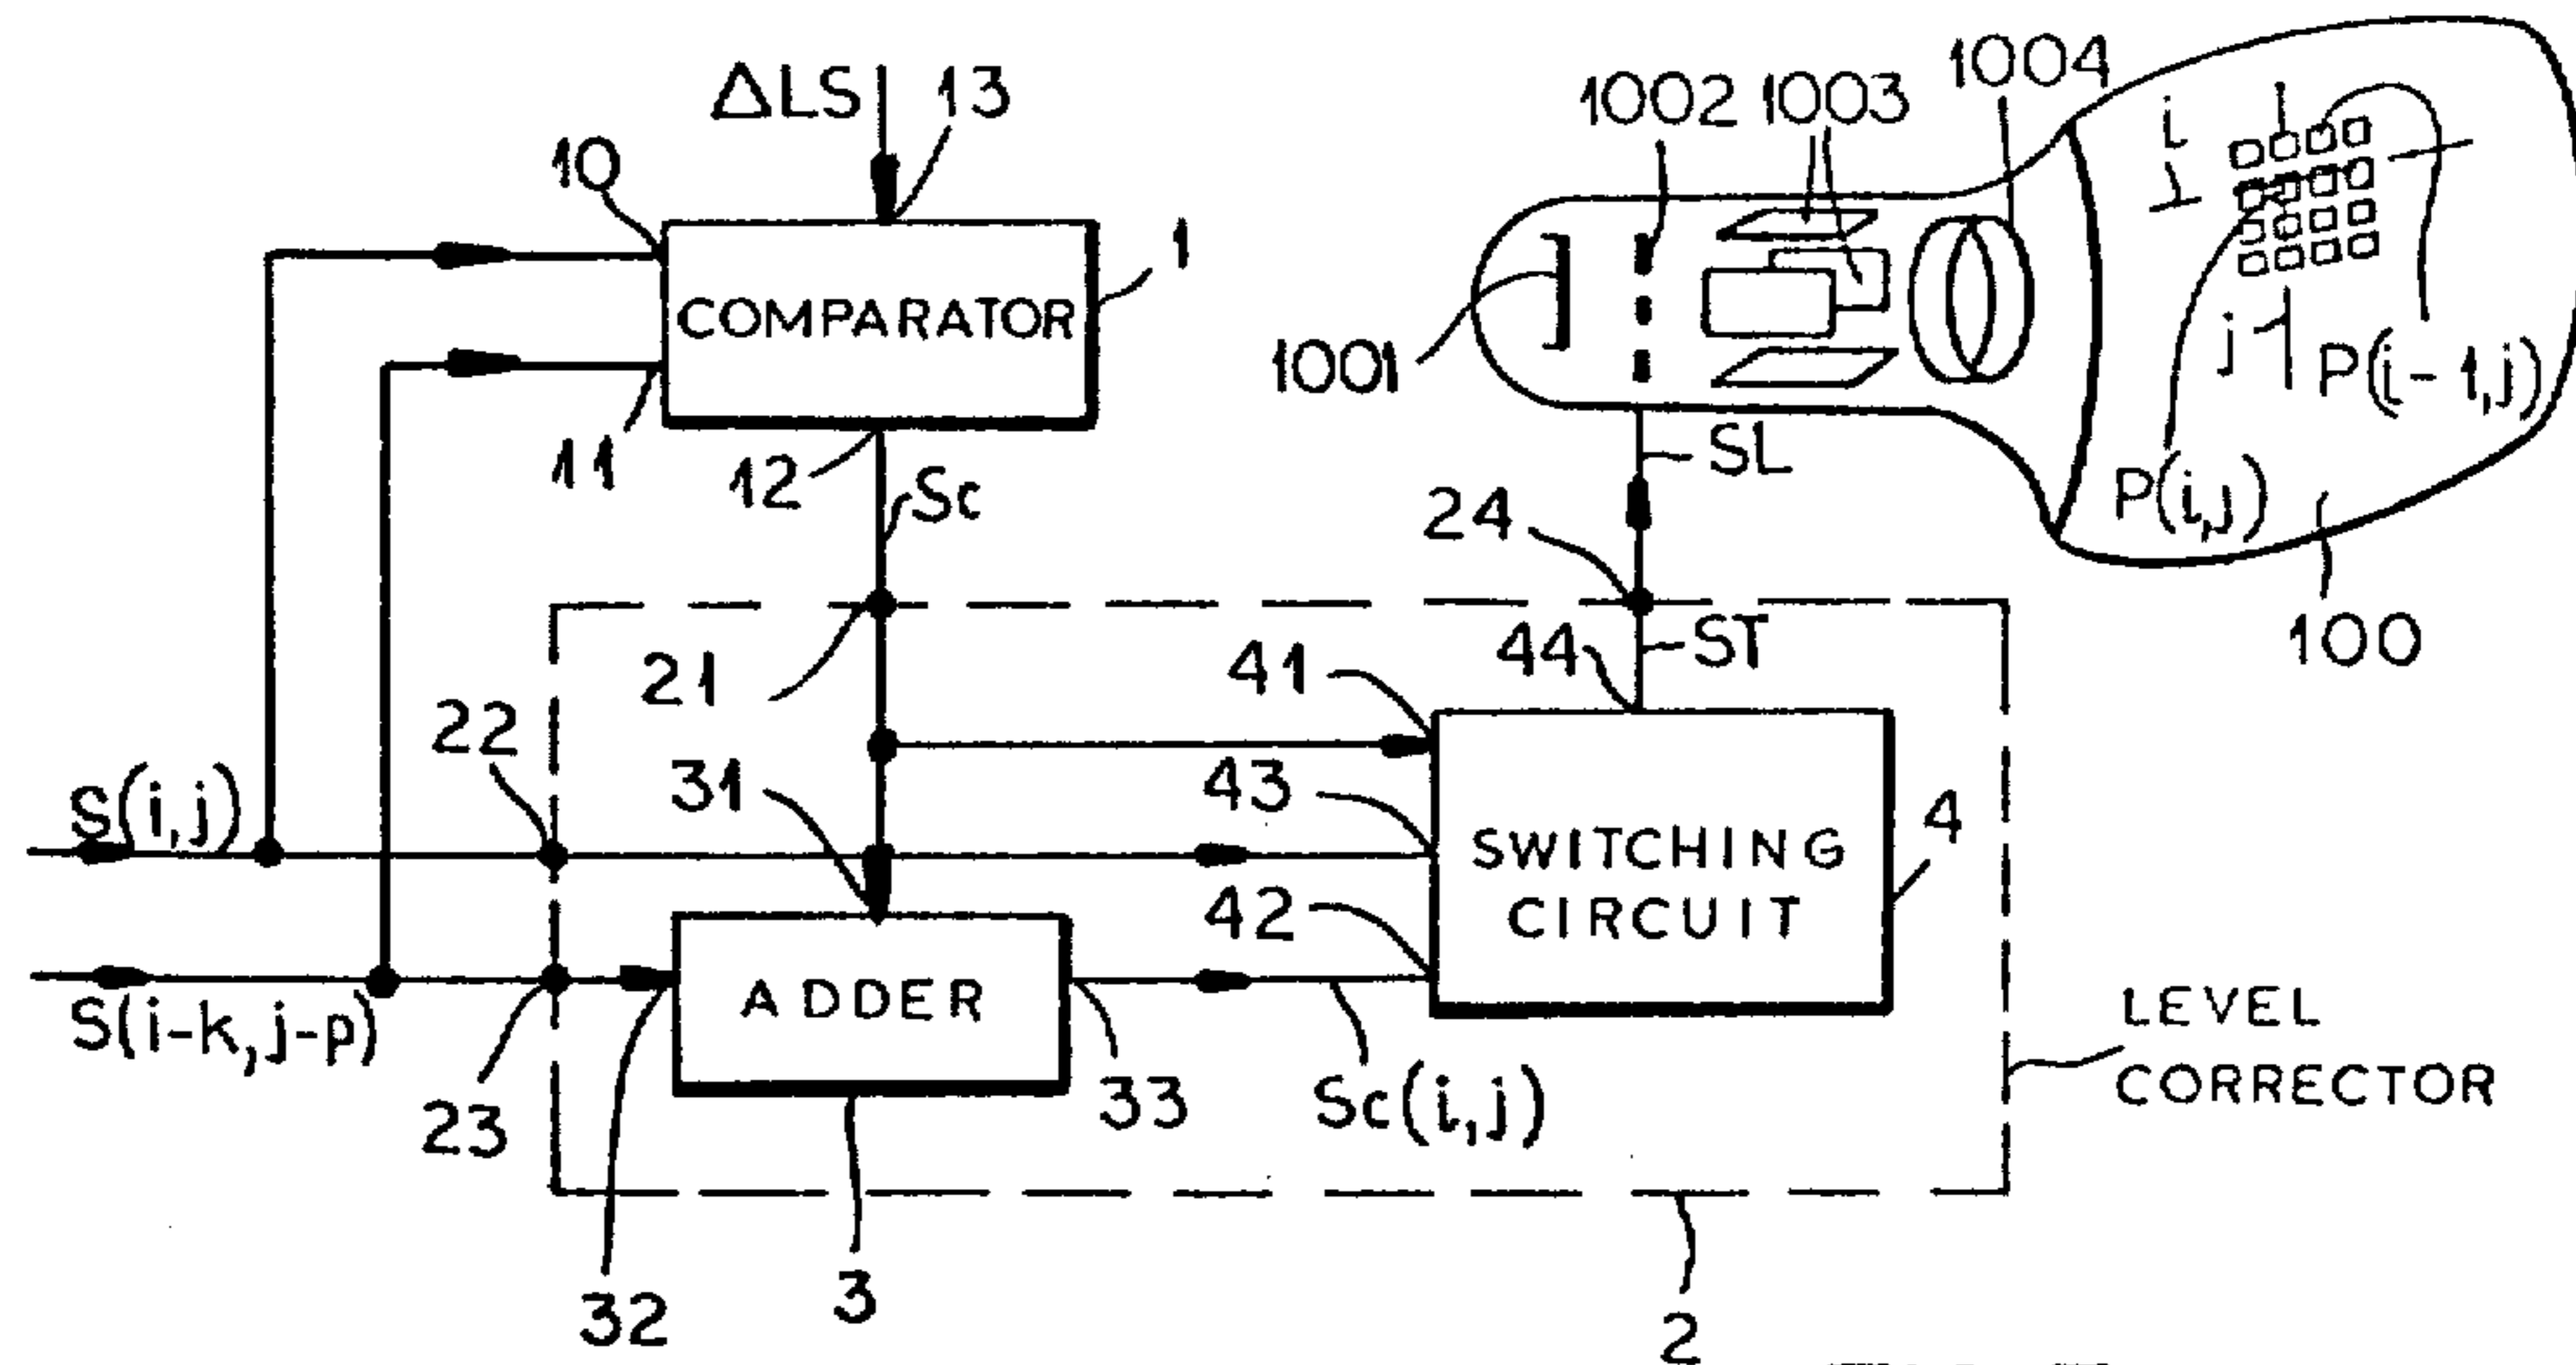 ΔLS
13
1002
1003
1004
10
i
1
COMPARATOR
1001
j
P(i-1,j)
11
12
Sc
SL
P(i,j)
24
100
21
44
ST
41
22
31
43
S(i,j)
SWITCHING
CIRCUIT
4
42
ADDER
S(i-k,j-p)
LEVEL
CORRECTOR
23
33
Sc(i,j)
32
3
2